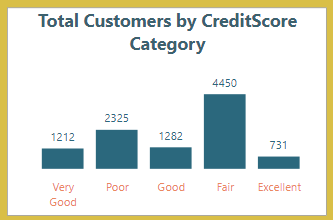 Total Customers by CreditScore
Category
4450
2325
1212
1282
731
Very
Good
Poor
Good
Fair
Excellent